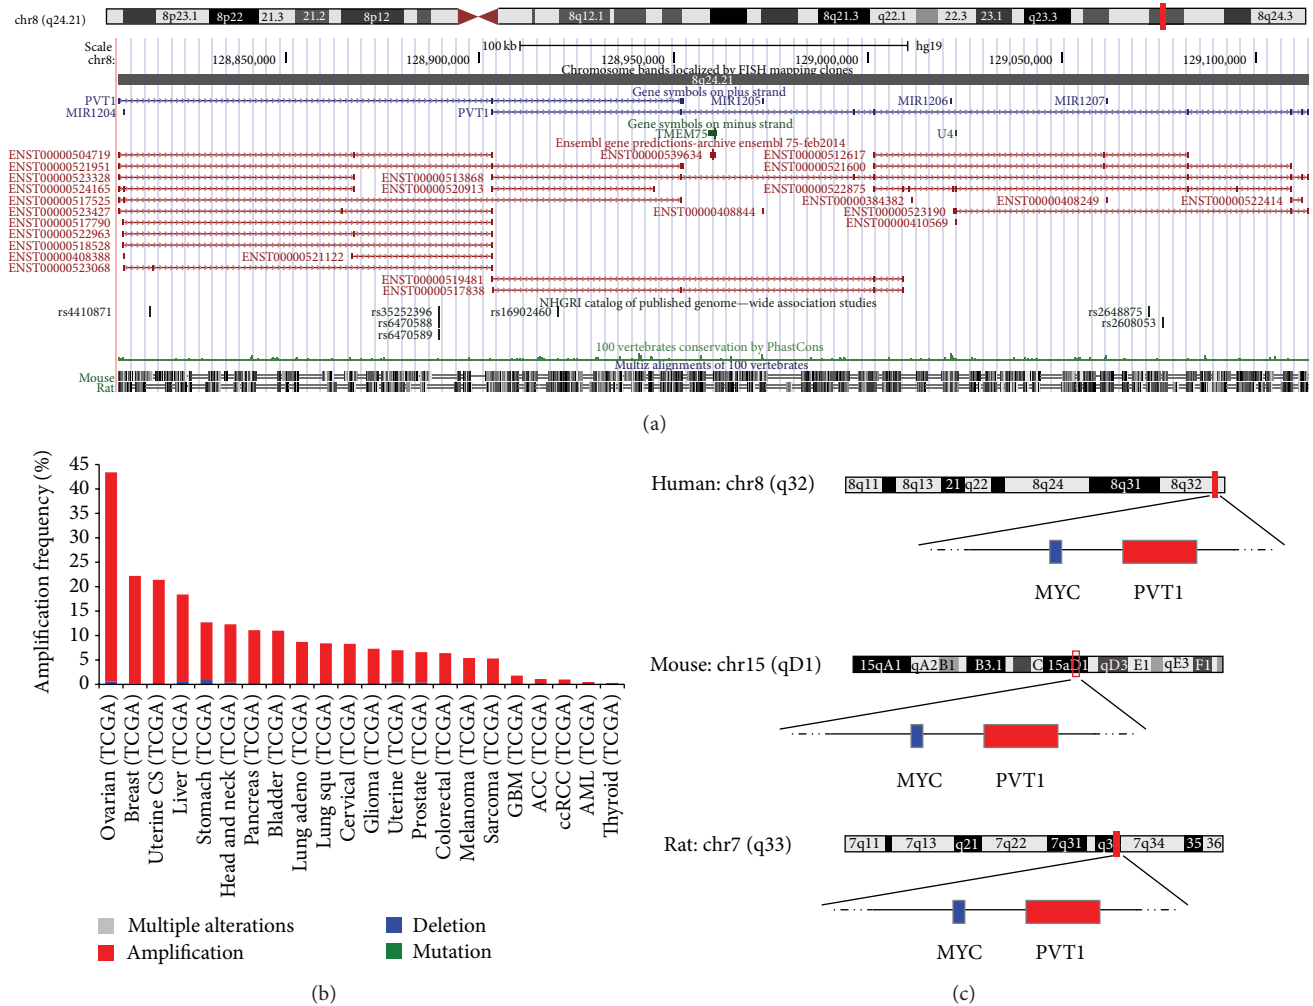 chr8 (q24.21) 8p23.1 8p22 21.3 21.2 8p12 8q12.1 8q21.3 q22.1 22.3 23.1 q23.3 8q24.3
Scale 100 kb hg19
chr8: 128,850,000 128,900,000 128,950,000 129,000,000 129,050,000 129,100,000
Chromosome bands localized by FISH mapping clones
8q24.21
Gene symbols on plus strand
PVT1 MIR1205 MIR1206 MIR1207
MIR1204 PVT1
Gene symbols on minus strand
TMEM75 U4
Ensembl gene predictions-archive ensembl 75-feb2014
ENST00000504719 ENST00000539634 ENST00000512617
ENST00000521951 ENST00000521600
ENST00000523328 ENST00000513868
ENST00000524165 ENST00000520913 ENST00000522875
ENST00000517525 ENST00000384382 ENST00000408249 ENST00000522414
ENST00000523427 ENST00000408844 ENST00000523190
ENST00000517790 ENST00000410569
ENST00000522963
ENST00000518528
ENST00000408388 ENST00000521122
ENST00000523068
ENST00000519481
ENST00000517838
NHGRI catalog of published genome—wide association studies
rs4410871 rs35252396 rs16902460 rs2648875
rs6470588 rs2608053
rs6470589
100 vertebrates conservation by PhastCons
Multiz alignments of 100 vertebrates
Mouse
Rat
(a)
Amplification frequency (%)
45
40
35
30
25
20
15
10
5
0
Ovarian (TCGA)
Breast (TCGA)
Uterine CS (TCGA)
Liver (TCGA)
Stomach (TCGA)
Head and neck (TCGA)
Pancreas (TCGA)
Bladder (TCGA)
Lung adeno (TCGA)
Lung squ (TCGA)
Cervical (TCGA)
Glioma (TCGA)
Uterine (TCGA)
Prostate (TCGA)
Colorectal (TCGA)
Melanoma (TCGA)
Sarcoma (TCGA)
GBM (TCGA)
ACC (TCGA)
ccRCC (TCGA)
AML (TCGA)
Thyroid (TCGA)
Multiple alterations
Amplification
Deletion
Mutation
(b)
Human: chr8 (q32) 8q11 8q13 21 q22 8q24 8q31 8q32
MYC PVT1
Mouse: chr15 (qD1) 15qA1 qA2 B1 B3.1 C 15aD1 qD3 E1 qE3 F1
MYC PVT1
Rat: chr7 (q33) 7q11 7q13 q21 7q22 7q31 q3 7q34 35 36
MYC PVT1
(c)